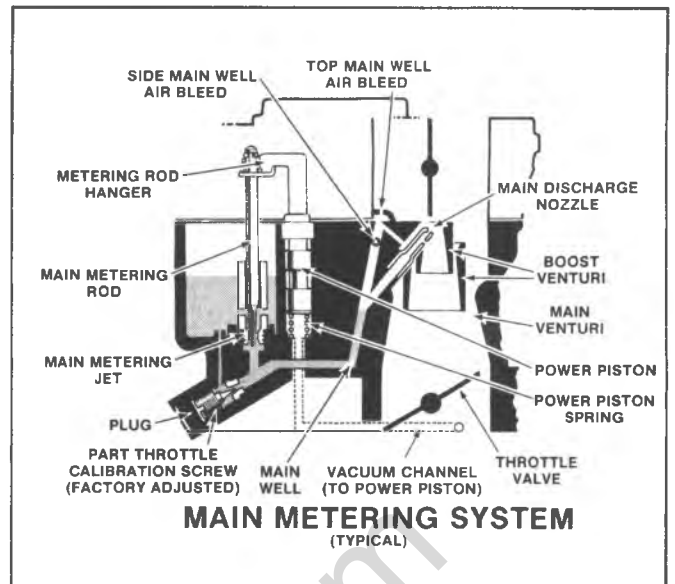 SIDE MAIN WELL
AIR BLEED
TOP MAIN WELL
AIR BLEED
METERING ROD
HANGER
MAIN DISCHARGE
NOZZLE
MAIN METERING
ROD
BOOST
VENTURI
MAIN
VENTURI
MAIN METERING
JET
POWER PISTON
POWER PISTON
SPRING
PLUG
PART THROTTLE
CALIBRATION SCREW
(FACTORY ADJUSTED)
MAIN
WELL
VACUUM CHANNEL
(TO POWER PISTON)
THROTTLE
VALVE
MAIN METERING SYSTEM
(TYPICAL)